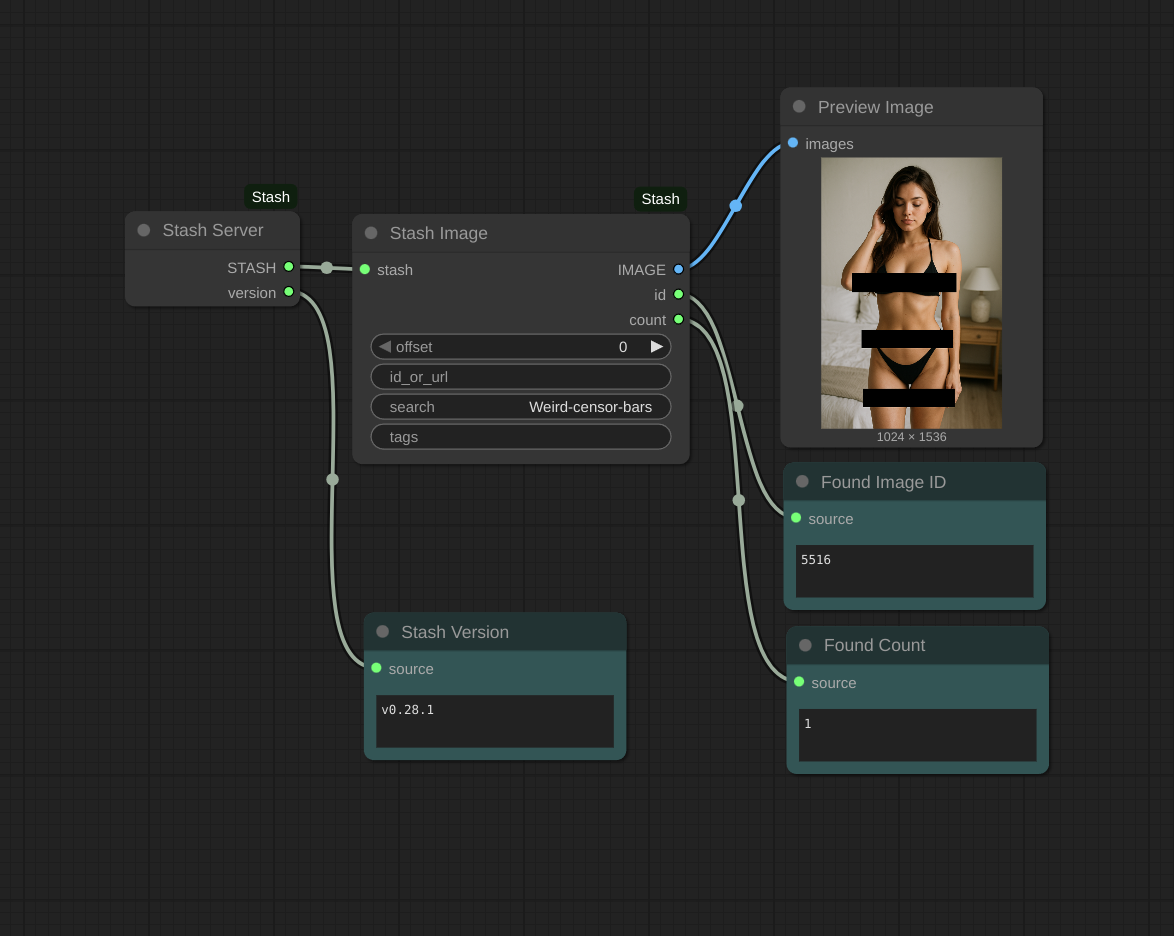 Stash
Stash Server
STASH
version
Stash
Stash Image
stash
IMAGE
id
count
offset
0
id_or_url
search
Weird-censor-bars
tags
Preview Image
images
1024 × 1536
Found Image ID
source
5516
Stash Version
source
v0.28.1
Found Count
source
1